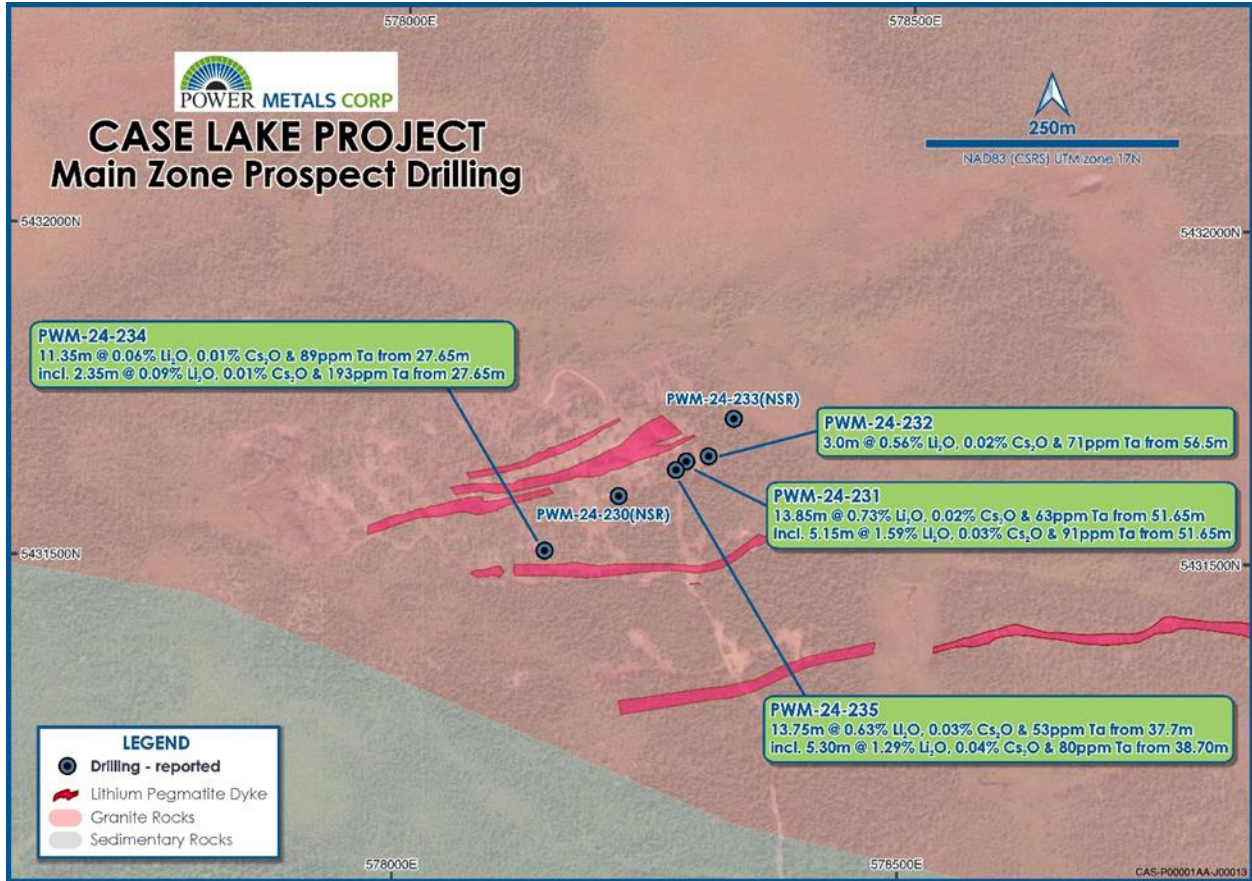 578000E
578500E
POWER METALS CORP
CASE LAKE PROJECT
Main Zone Prospect Drilling
250m
NAD83 (CSRS) UTM zone 17N
5432000N
5432000N
PWM-24-234
11.35m @ 0.06% Li₂O, 0.01% Cs₂O & 89ppm Ta from 27.65m
incl. 2.35m @ 0.09% Li₂O, 0.01% Cs₂O & 193ppm Ta from 27.65m
PWM-24-233(NSR)
PWM-24-232
3.0m @ 0.56% Li₂O, 0.02% Cs₂O & 71ppm Ta from 56.5m
PWM-24-231
13.85m @ 0.73% Li₂O, 0.02% Cs₂O & 63ppm Ta from 51.65m
Incl. 5.15m @ 1.59% Li₂O, 0.03% Cs₂O & 91ppm Ta from 51.65m
PWM-24-230(NSR)
5431500N
5431500N
PWM-24-235
13.75m @ 0.63% Li₂O, 0.03% Cs₂O & 53ppm Ta from 37.7m
incl. 5.30m @ 1.29% Li₂O, 0.04% Cs₂O & 80ppm Ta from 38.70m
LEGEND
Drilling - reported
Lithium Pegmatite Dyke
Granite Rocks
Sedimentary Rocks
578000E
578500E
CAS-P00001AA-J00013